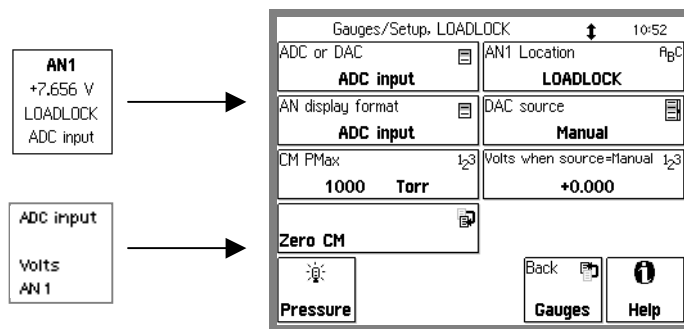 AN1
+7.656 V
LOADLOCK
ADC input
ADC input
Volts
AN1
Gauges/Setup, LOADLOCK 10:52
ADC or DAC
ADC input
AN1 Location ABC
LOADLOCK
AN display format
ADC input
DAC source
Manual
CM PMax 123
1000 Torr
Volts when source=Manual 123
+0.000
Zero CM
Pressure
Back
Gauges
Help